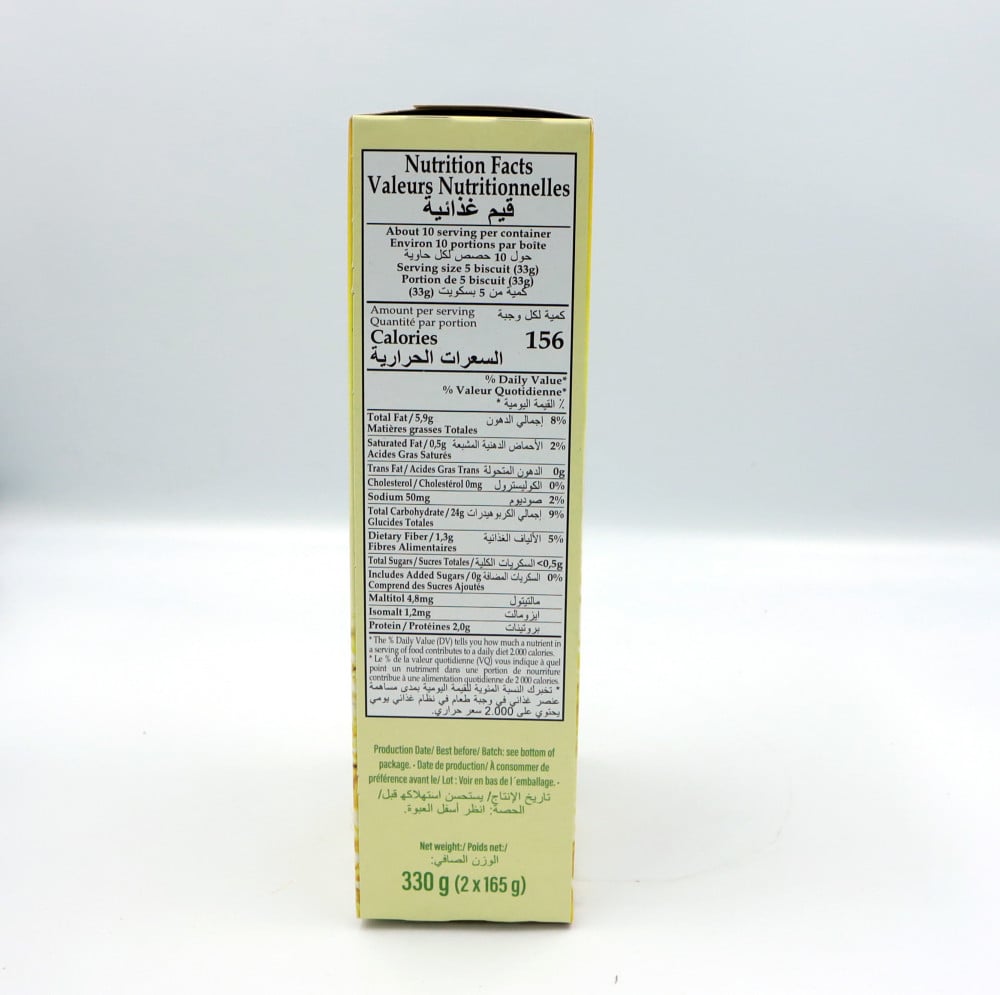 Nutrition Facts
Valeurs Nutritionnelles
قيم غذائية
About 10 serving per container
Environ 10 portions par boîte
حول 10 حصص لكل حاوية
Serving size 5 biscuit (33g)
Portion de 5 biscuit (33g)
كمية من 5 بسكويت (33g)
Amount per serving كمية لكل وجبة
Quantité par portion
Calories 156
السعرات الحرارية
% Daily Value*
% Valeur Quotidienne*
٪ القيمة اليومية *
Total Fat / 5,9g إجمالي الدهون 8%
Matières grasses Totales
Saturated Fat / 0,5g الأحماض الدهنية المشبعة 2%
Acides Gras Saturés
Trans Fat / Acides Gras Trans الدهون المتحولة 0g
Cholesterol / Cholestérol 0mg الكوليسترول 0%
Sodium 50mg صوديوم 2%
Total Carbohydrate / 24g إجمالي الكربوهيدرات 9%
Glucides Totales
Dietary Fiber / 1,3g الألياف الغذائية 5%
Fibres Alimentaires
Total Sugars / Sucres Totales / السكريات الكلية <0,5g
Includes Added Sugars / 0g السكريات المضافة 0%
Comprend des Sucres Ajoutés
Maltitol 4,8mg مالتيتول
Isomalt 1,2mg ايزومالت
Protein / Protéines 2,0g بروتينات
* The % Daily Value (DV) tells you how much a nutrient in
a serving of food contributes to a daily diet 2.000 calories.
* Le % de la valeur quotidienne (VQ) vous indique à quel
point un nutriment dans une portion de nourriture
contribue à une alimentation quotidienne de 2 000 calories.
* تخبرك النسبة المئوية للقيمة اليومية بمدى مساهمة
عنصر غذائي في وجبة طعام في نظام غذائي يومي
يحتوي على 2.000 سعر حراري.
Production Date/ Best before/ Batch: see bottom of
package. - Date de production/ À consommer de
préférence avant le/ Lot : Voir en bas de l´emballage. -
تاريخ الإنتاج/ يستحسن استهلاكه قبل/
الحصة: انظر أسفل العبوة.
Net weight:/ Poids net:/
الوزن الصافي:
330 g (2 x 165 g)